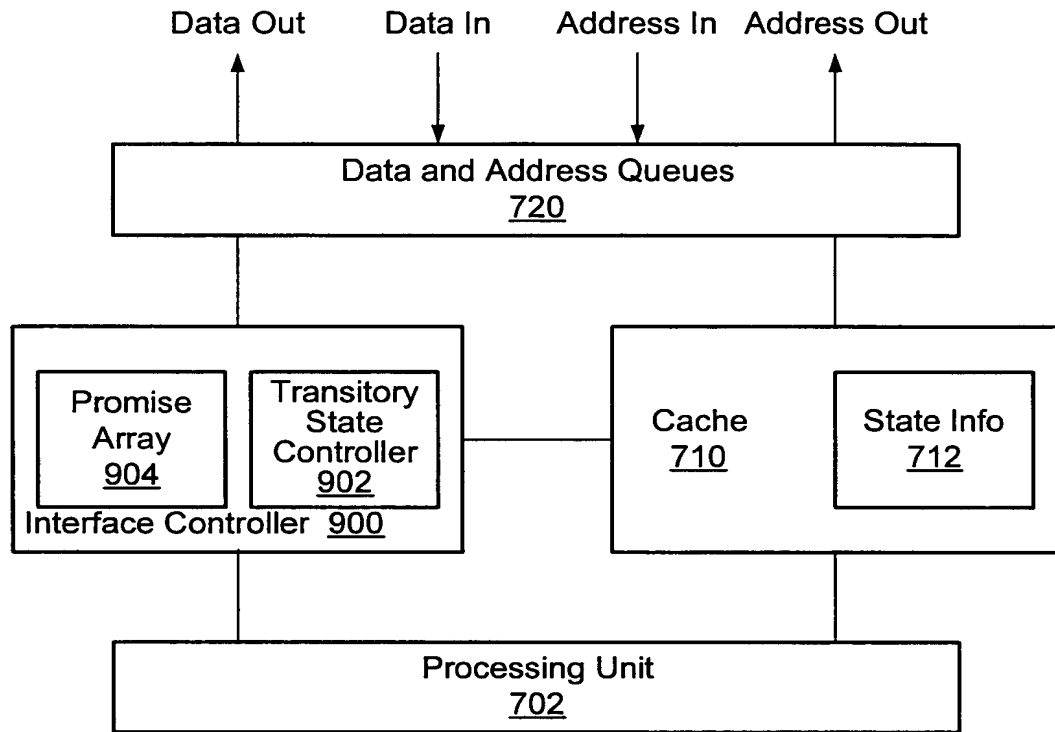 Data Out
Data In
Address In
Address Out
Data and Address Queues
720
Promise
Array
904
Transitory
State
Controller
902
Interface Controller 900
Cache
710
State Info
712
Processing Unit
702